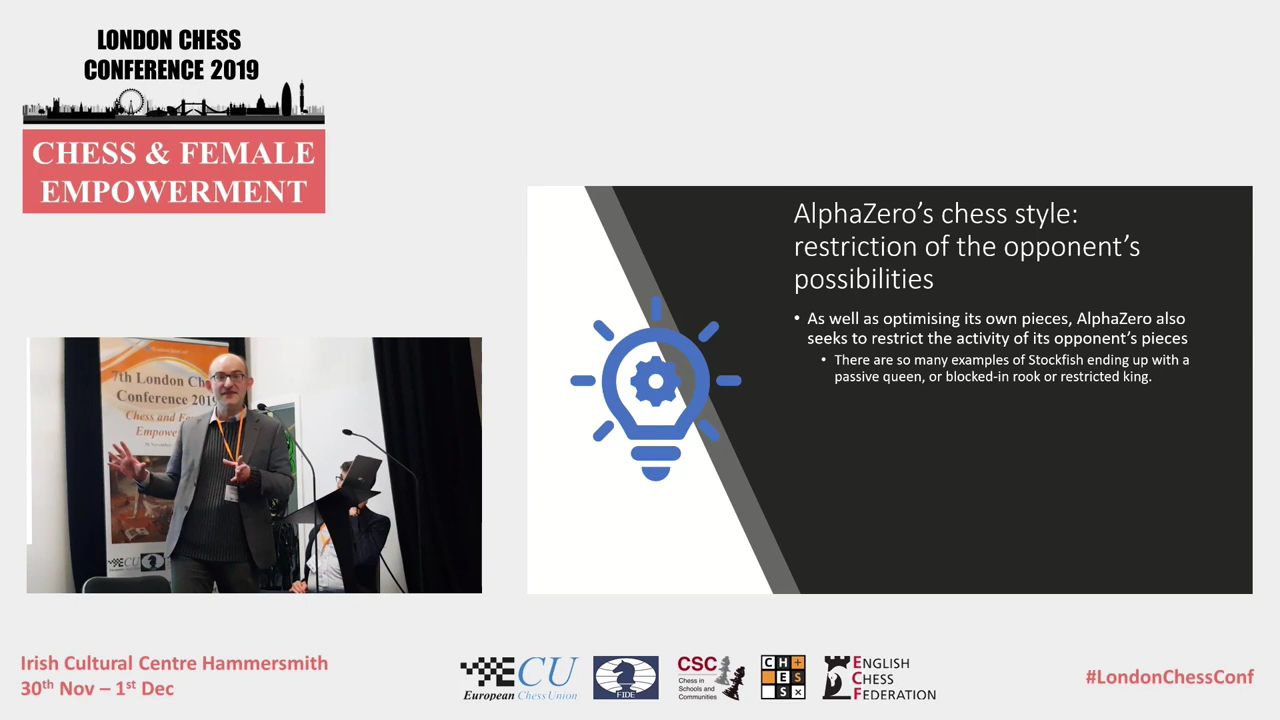 LONDON CHESS
CONFERENCE 2019
CHESS & FEMALE
EMPOWERMENT
AlphaZero’s chess style:
restriction of the opponent’s
possibilities
• As well as optimising its own pieces, AlphaZero also
seeks to restrict the activity of its opponent’s pieces
• There are so many examples of Stockfish ending up with a
passive queen, or blocked-in rook or restricted king.
7th London Ch
Conference 2019
Chess and Fe
Empowe
ECU
Irish Cultural Centre Hammersmith
30th Nov – 1st Dec
ECU
European Chess Union
FIDE
CSC
Chess in
Schools and
Communities
CH+
ES
S×
ENGLISH
CHESS
FEDERATION
#LondonChessConf